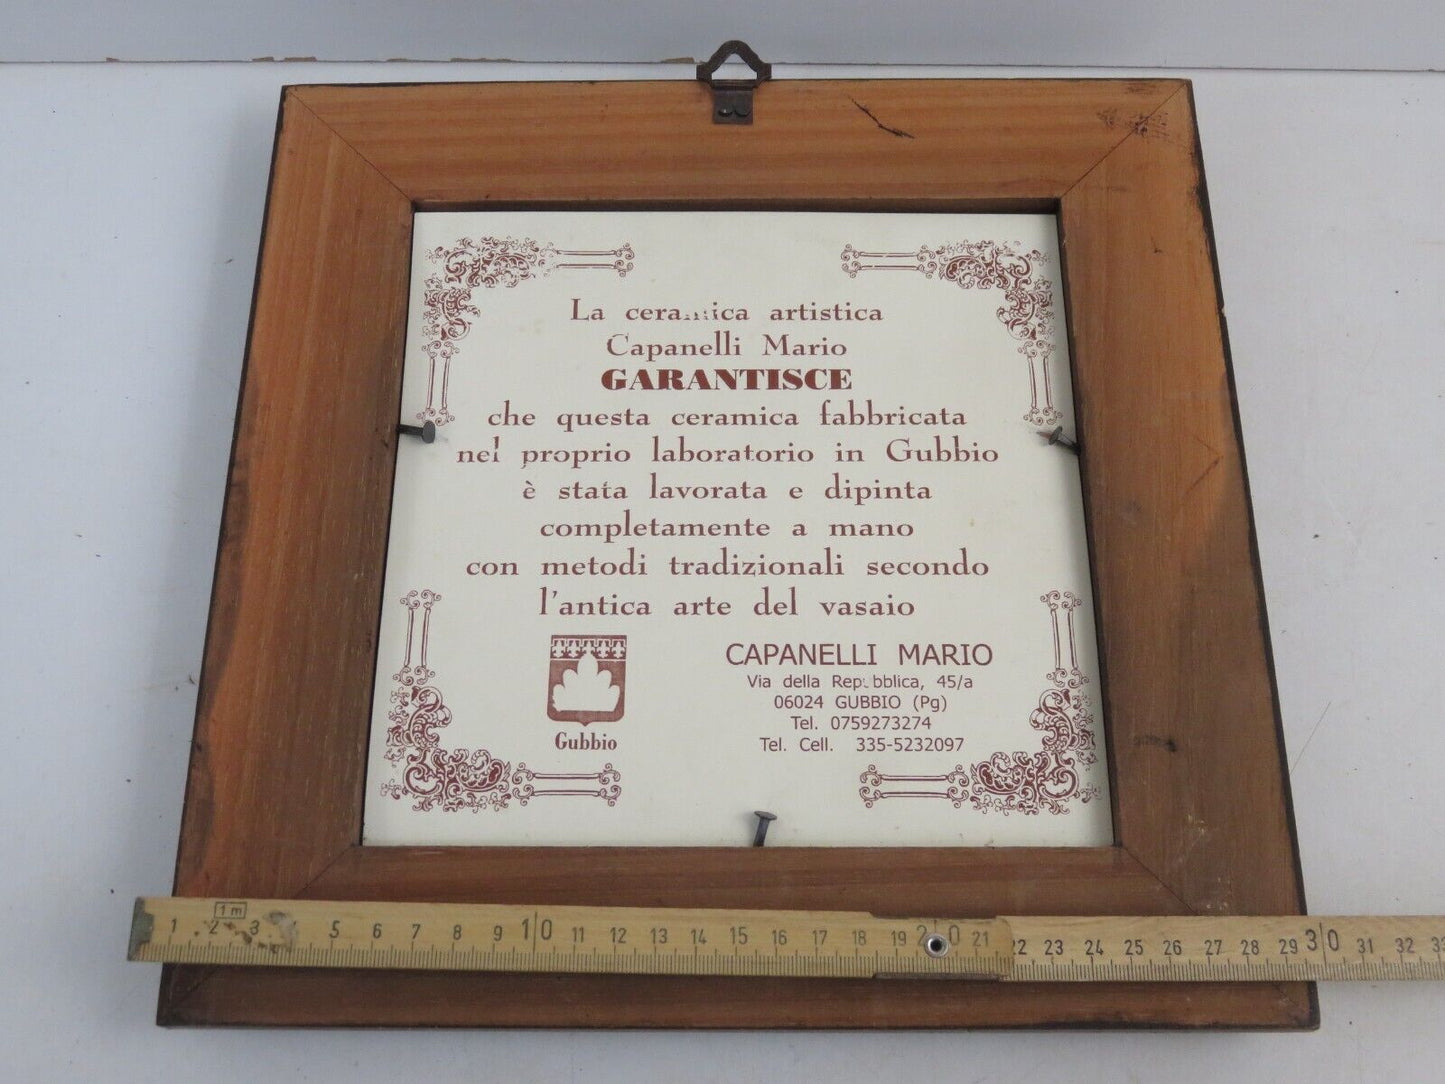 La ceramica artistica
Capanelli Mario
GARANTISCE
che questa ceramica fabbricata
nel proprio laboratorio in Gubbio
è stata lavorata e dipinta
completamente a mano
con metodi tradizionali secondo
l'antica arte del vasaio
Gubbio
CAPANELLI MARIO
Via della Repubblica, 45/a
06024 GUBBIO (Pg)
Tel. 0759273274
Tel. Cell. 335-5232097
1 m
1 2 3 4 5 6 7 8 9 10 11 12 13 14 15 16 17 18 19 20 21 22 23 24 25 26 27 28 29 30 31 32 33